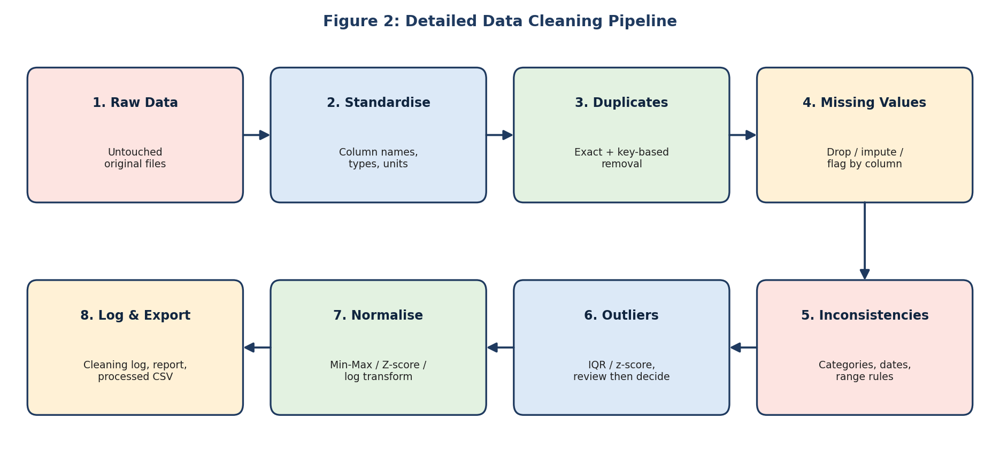 Figure 2: Detailed Data Cleaning Pipeline
1. Raw Data
Untouched
original files
2. Standardise
Column names,
types, units
3. Duplicates
Exact + key-based
removal
4. Missing Values
Drop / impute /
flag by column
5. Inconsistencies
Categories, dates,
range rules
6. Outliers
IQR / z-score,
review then decide
7. Normalise
Min-Max / Z-score /
log transform
8. Log & Export
Cleaning log, report,
processed CSV